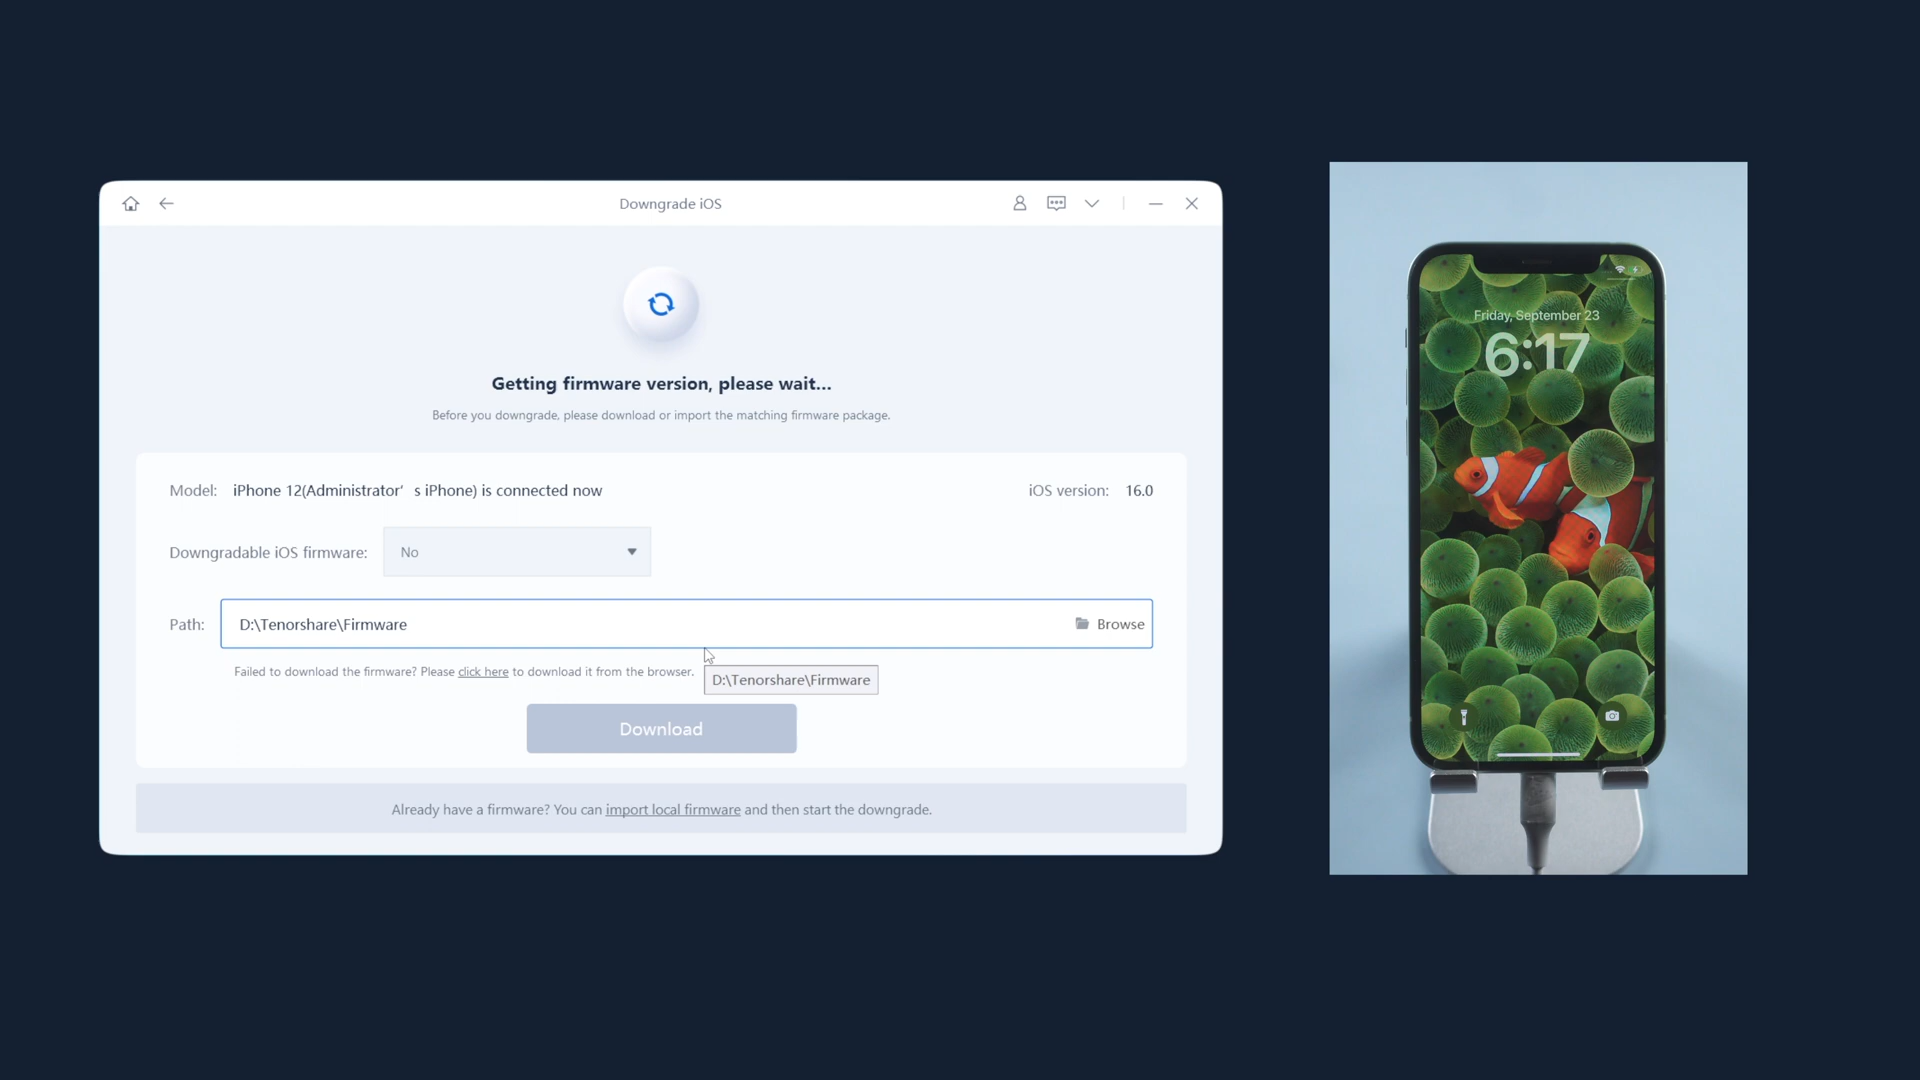 Downgrade iOS
Getting firmware version, please wait...
Before you downgrade, please download or import the matching firmware package.
Model: iPhone 12(Administrator’ s iPhone) is connected now
iOS version: 16.0
Downgradable iOS firmware: No
Path: D:\Tenorshare\Firmware
Browse
Failed to download the firmware? Please click here to download it from the browser.
D:\Tenorshare\Firmware
Download
Already have a firmware? You can import local firmware and then start the downgrade.
Friday, September 23
6:17